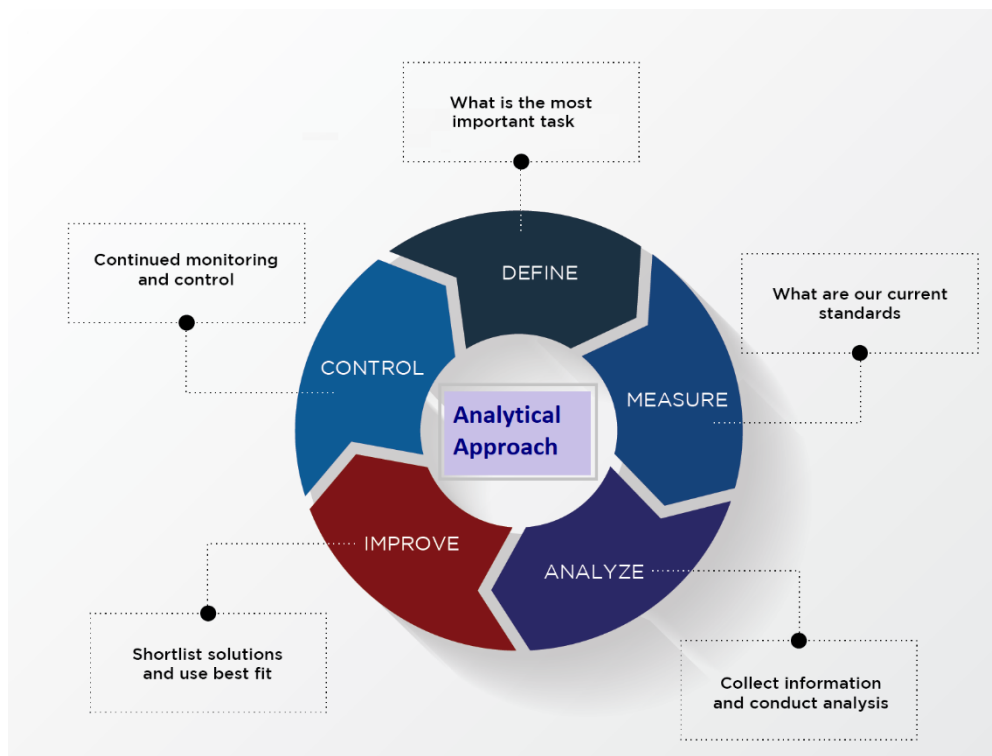 What is the most
important task
DEFINE
What are our current
standards
MEASURE
Collect information
and conduct analysis
ANALYZE
Shortlist solutions
and use best fit
IMPROVE
Continued monitoring
and control
CONTROL
Analytical
Approach